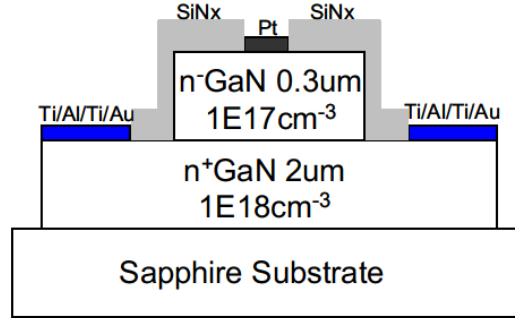 SiNx SiNx
Pt
n⁻GaN 0.3um
1E17cm⁻³
Ti/Al/Ti/Au Ti/Al/Ti/Au
n⁺GaN 2um
1E18cm⁻³
Sapphire Substrate